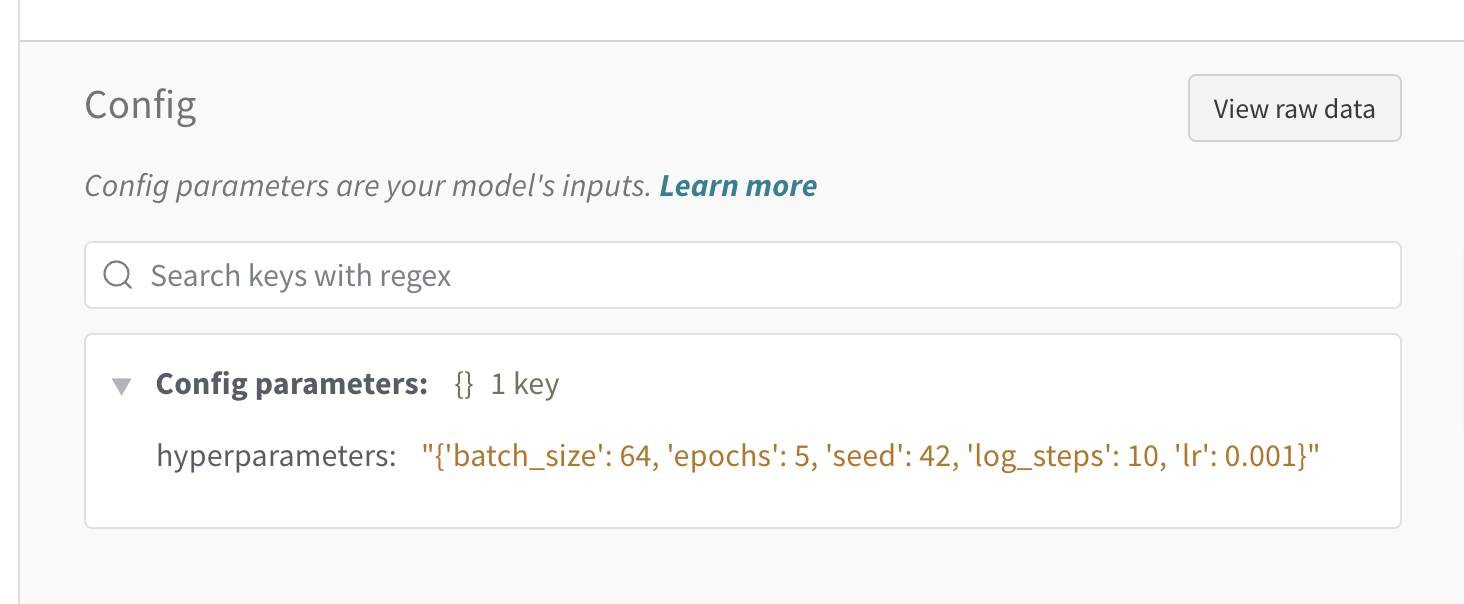 Config
View raw data
Config parameters are your model's inputs. Learn more
Search keys with regex
Config parameters: {} 1 key
hyperparameters: "{'batch_size': 64, 'epochs': 5, 'seed': 42, 'log_steps': 10, 'lr': 0.001}"